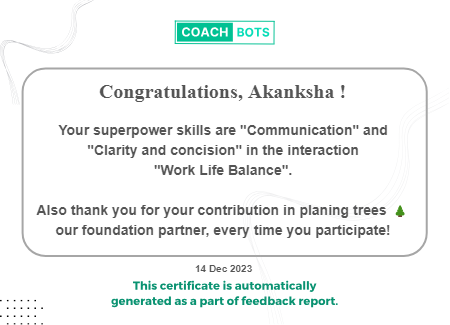 COACH BOTS
Congratulations, Akanksha !
Your superpower skills are "Communication" and
"Clarity and concision" in the interaction
"Work Life Balance".
Also thank you for your contribution in planing trees 🌲
our foundation partner, every time you participate!
14 Dec 2023
This certificate is automatically
generated as a part of feedback report.